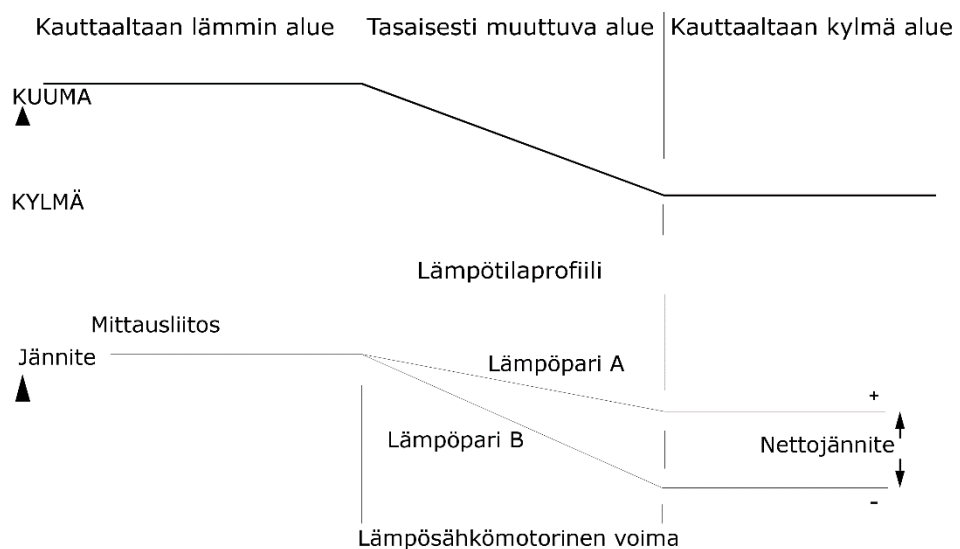 Kauttaaltaan lämmin alue
Tasaisesti muuttuva alue
Kauttaaltaan kylmä alue
KUUMA
KYLMÄ
Lämpötilaprofiili
Mittausliitos
Jännite
Lämpöpari A
+
Lämpöpari B
Nettojännite
-
Lämpösähkömotorinen voima